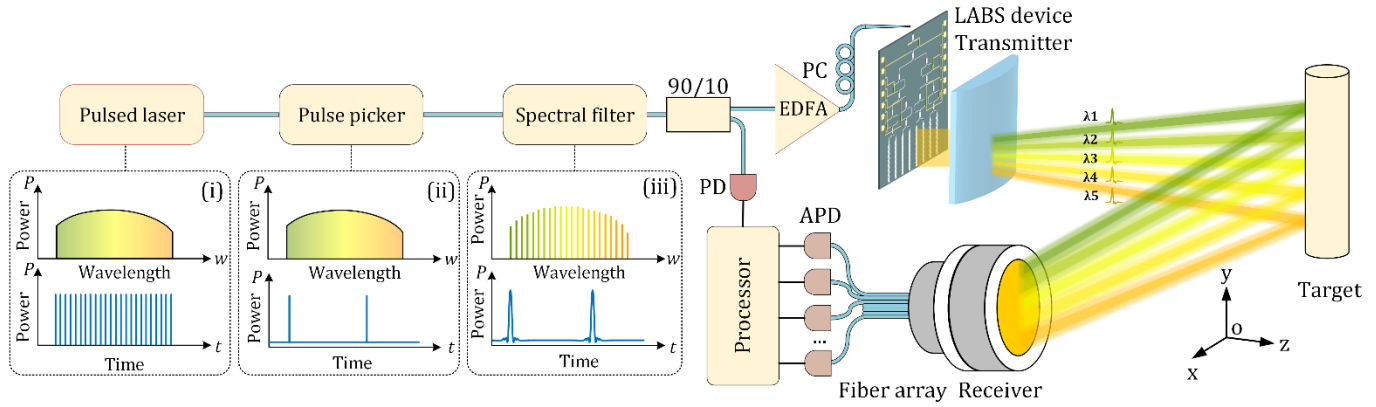 LABS device
Transmitter
90/10
PC
EDFA
Pulsed laser
Pulse picker
Spectral filter
λ1
λ2
λ3
λ4
λ5
PD
(i)
P
Power
Wavelength
w
P
Power
Time
t
(ii)
P
Power
Wavelength
w
P
Power
Time
t
(iii)
P
Power
Wavelength
w
P
Power
Time
t
APD
Processor
...
Fiber array
Receiver
Target
y
o
z
x